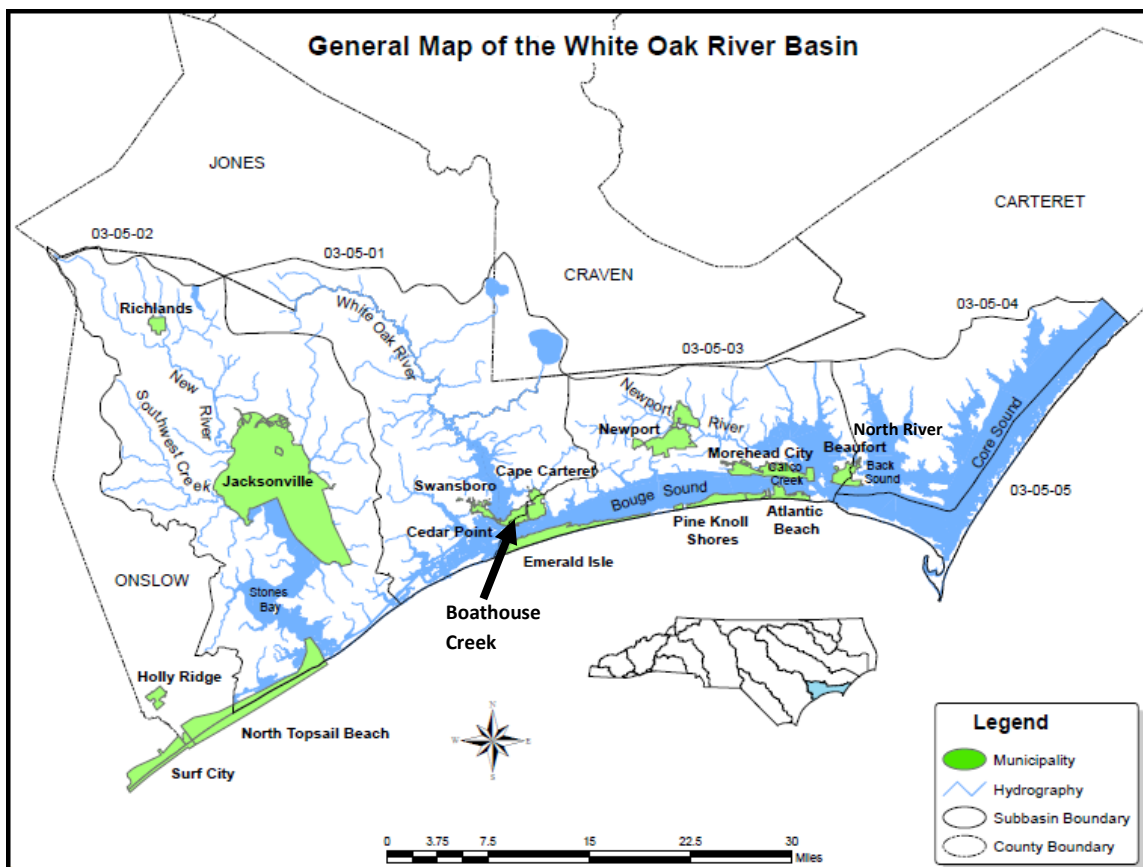 General Map of the White Oak River Basin
JONES
CARTERET
03-05-02
03-05-01
CRAVEN
03-05-04
Richlands
White Oak River
03-05-03
New
River
Southwest Creek
Newport
River
Newport
North River
Beaufort
Morehead City
Back
Sound
Core Sound
Calico
Creek
Cape Carteret
Swansboro
Jacksonville
03-05-05
Bouge Sound
Cedar Point
Atlantic
Beach
Pine Knoll
Shores
Emerald Isle
ONSLOW
Stones
Bay
Boathouse
Creek
Holly Ridge
North Topsail Beach
Surf City
N
W
E
S
Legend
Municipality
Hydrography
Subbasin Boundary
County Boundary
0 3.75 7.5 15 22.5 30
Miles